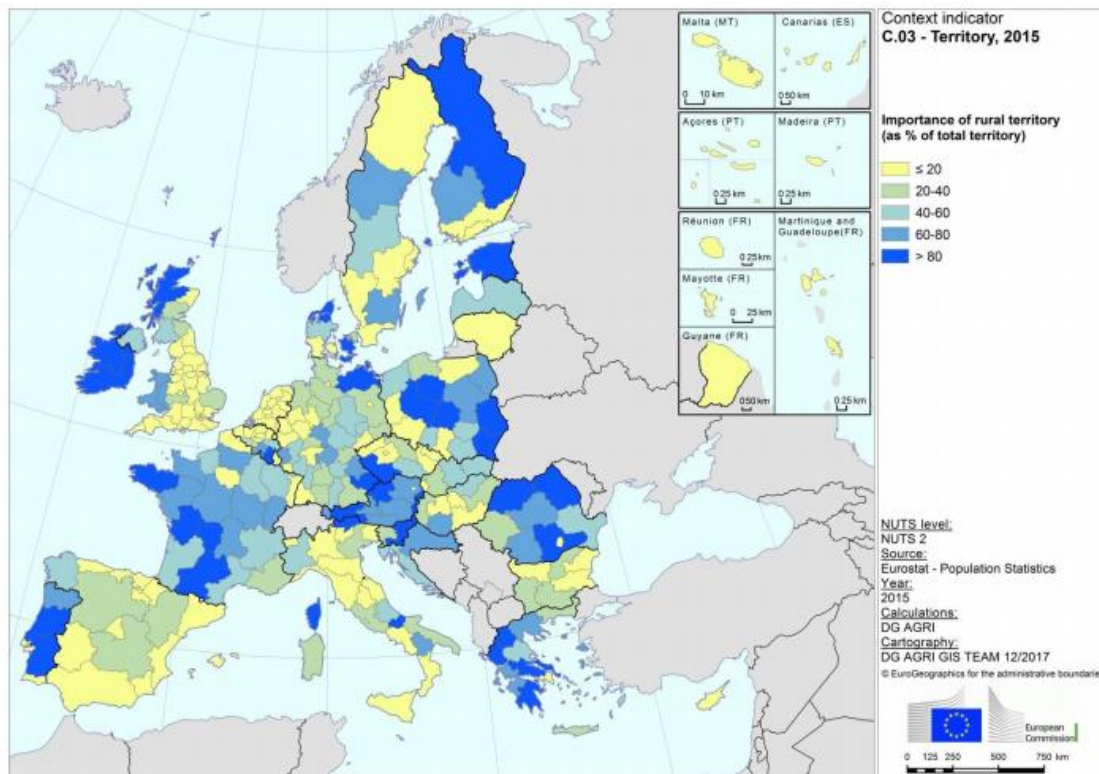 Malta (MT)
0 10 km
Canarias (ES)
0 50 km
Açores (PT)
0 25 km
Madeira (PT)
0 25 km
Réunion (FR)
0 25 km
Mayotte (FR)
0 25 km
Guyane (FR)
0 50 km
Martinique and
Guadeloupe(FR)
0 25 km
Context indicator
C.03 - Territory, 2015
Importance of rural territory
(as % of total territory)
≤ 20
20-40
40-60
60-80
> 80
NUTS level:
NUTS 2
Source:
Eurostat - Population Statistics
Year:
2015
Calculations:
DG AGRI
Cartography:
DG AGRI GIS TEAM 12/2017
© EuroGeographics for the administrative boundarie
European
Commission
0 125 250 500 750 km